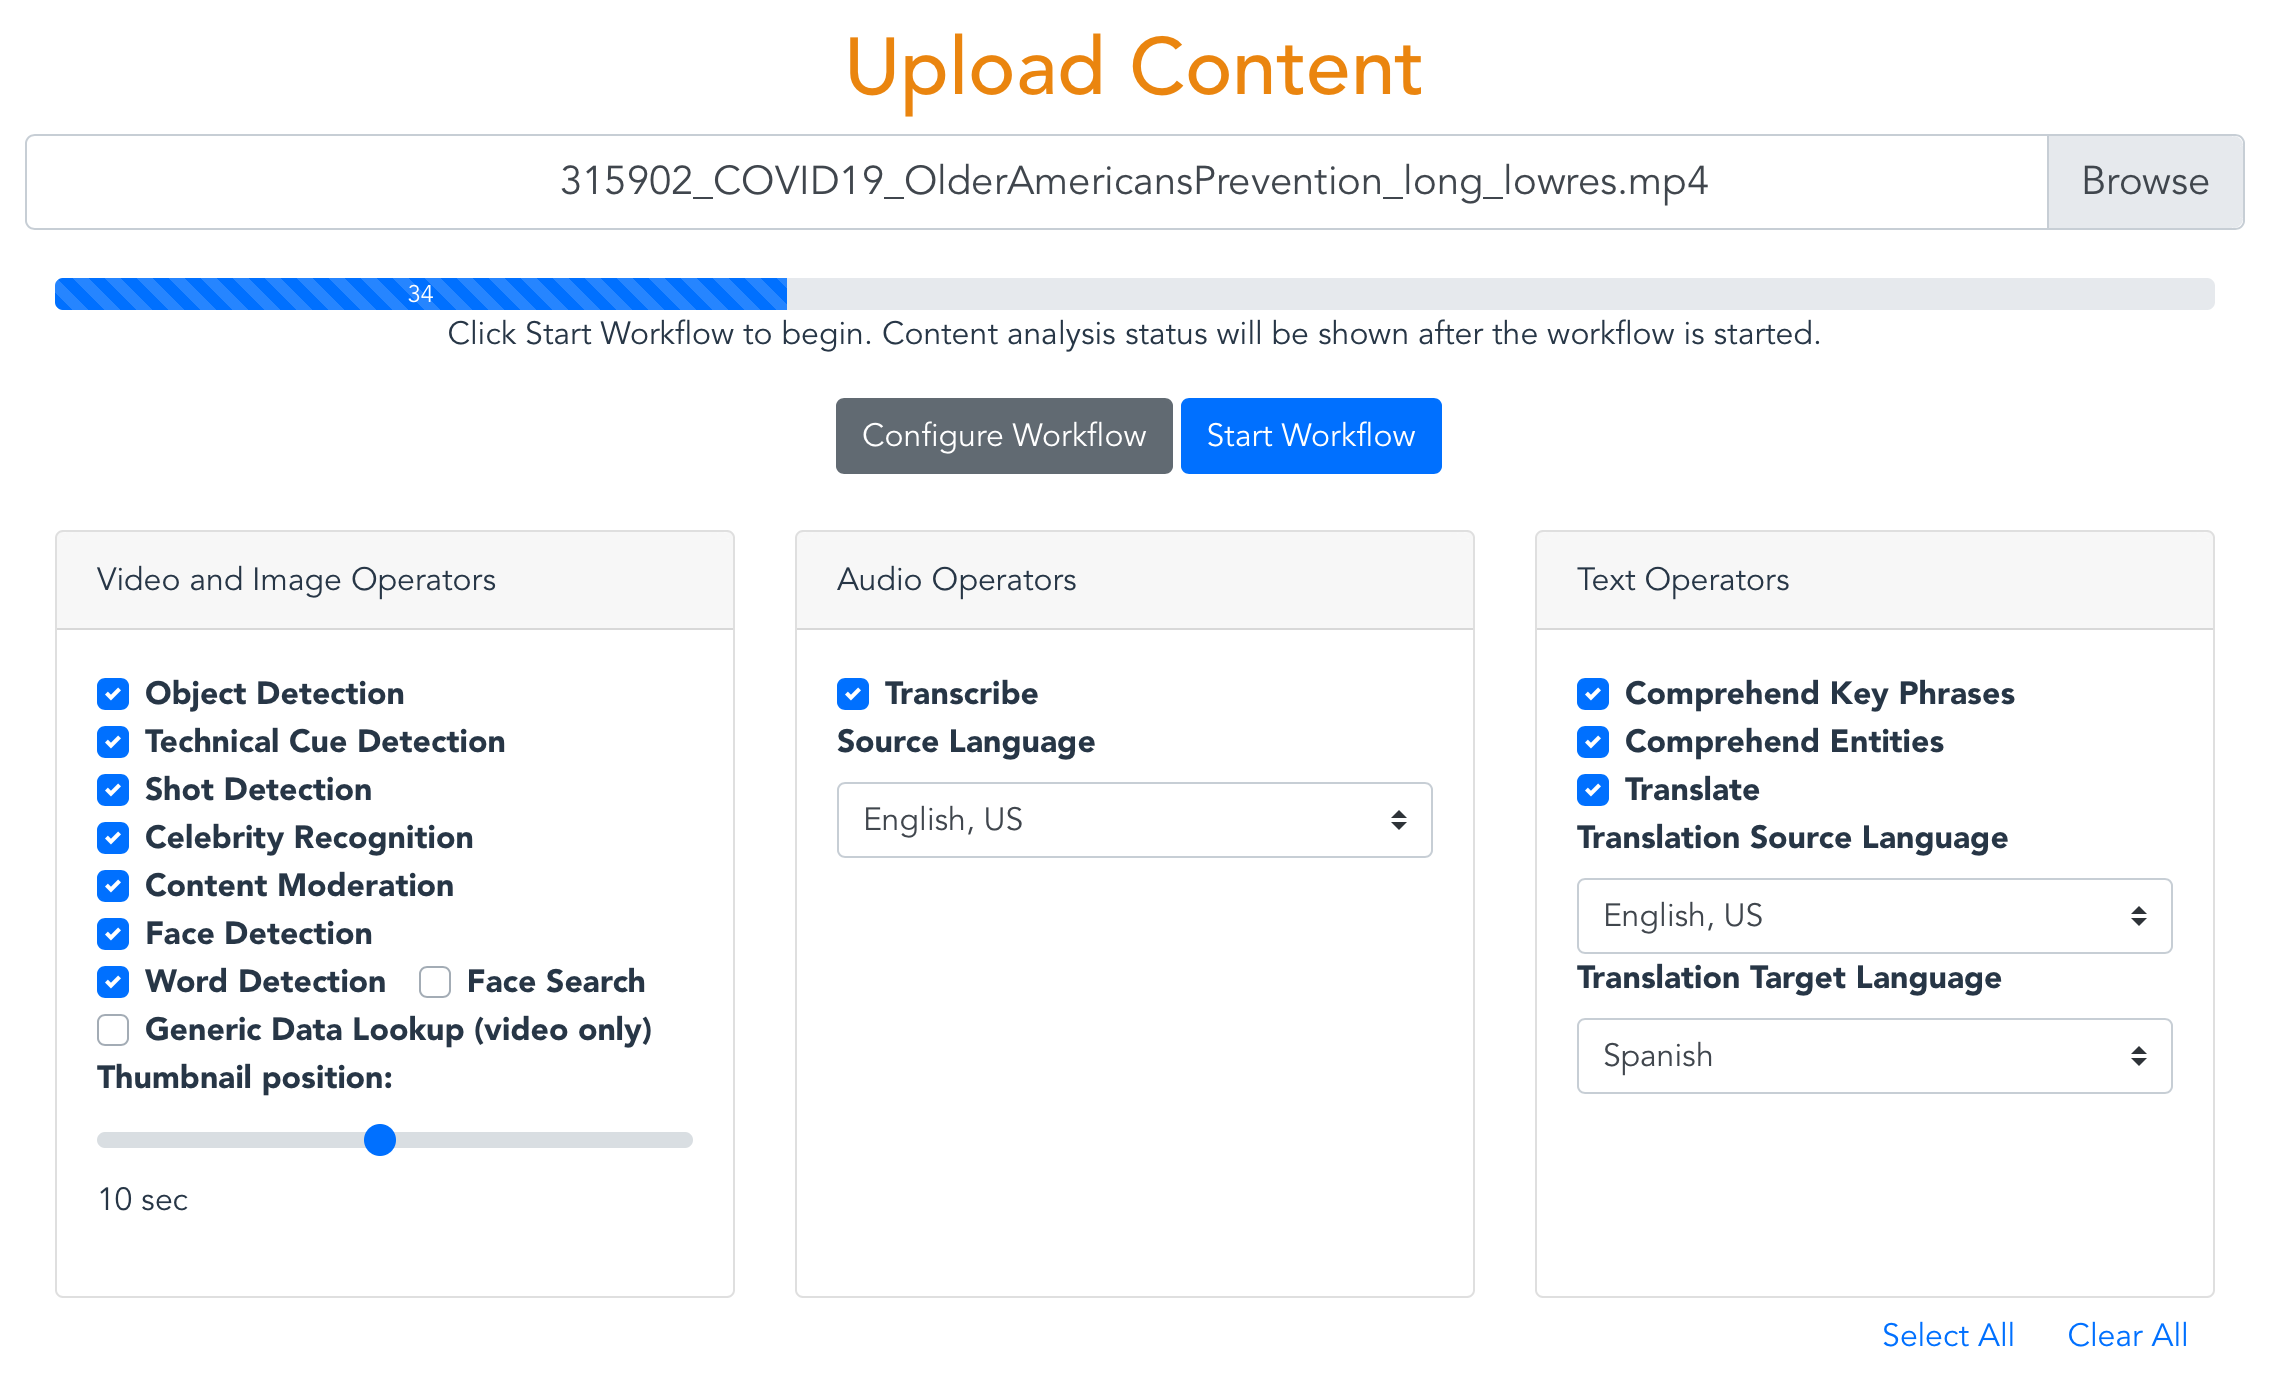 Upload Content
315902_COVID19_OlderAmericansPrevention_long_lowres.mp4 Browse
34
Click Start Workflow to begin. Content analysis status will be shown after the workflow is started.
Configure Workflow Start Workflow
Video and Image Operators
Object Detection
Technical Cue Detection
Shot Detection
Celebrity Recognition
Content Moderation
Face Detection
Word Detection Face Search
Generic Data Lookup (video only)
Thumbnail position:
10 sec
Audio Operators
Transcribe
Source Language
English, US
Text Operators
Comprehend Key Phrases
Comprehend Entities
Translate
Translation Source Language
English, US
Translation Target Language
Spanish
Select All Clear All